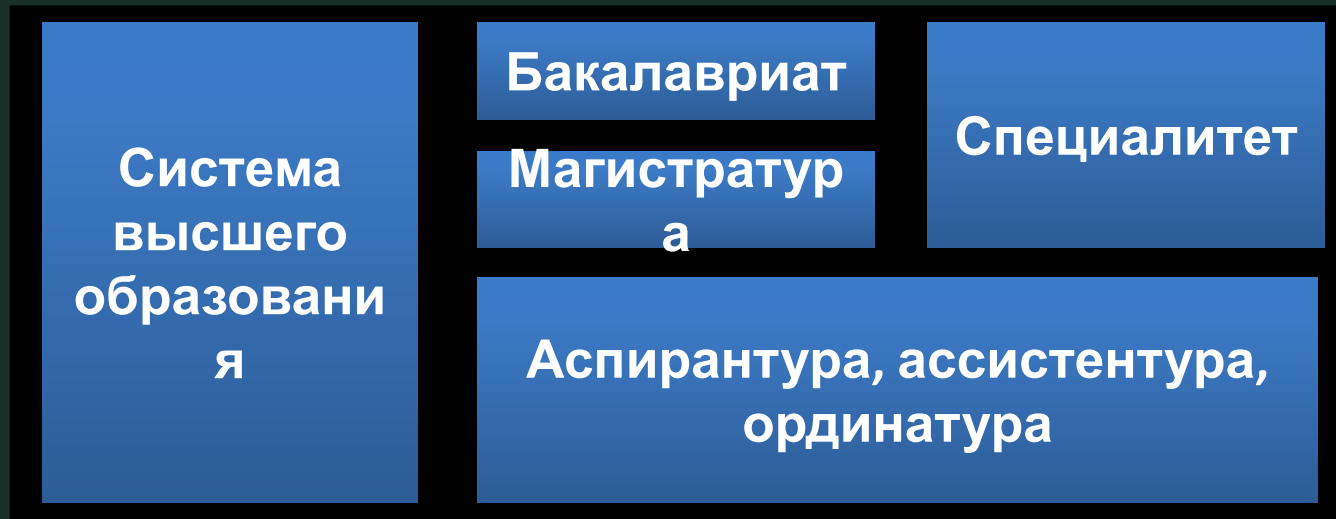 Система
высшего
образовани
я
Бакалавриат
Магистратур
а
Специалитет
Аспирантура, ассистентура,
ординатура